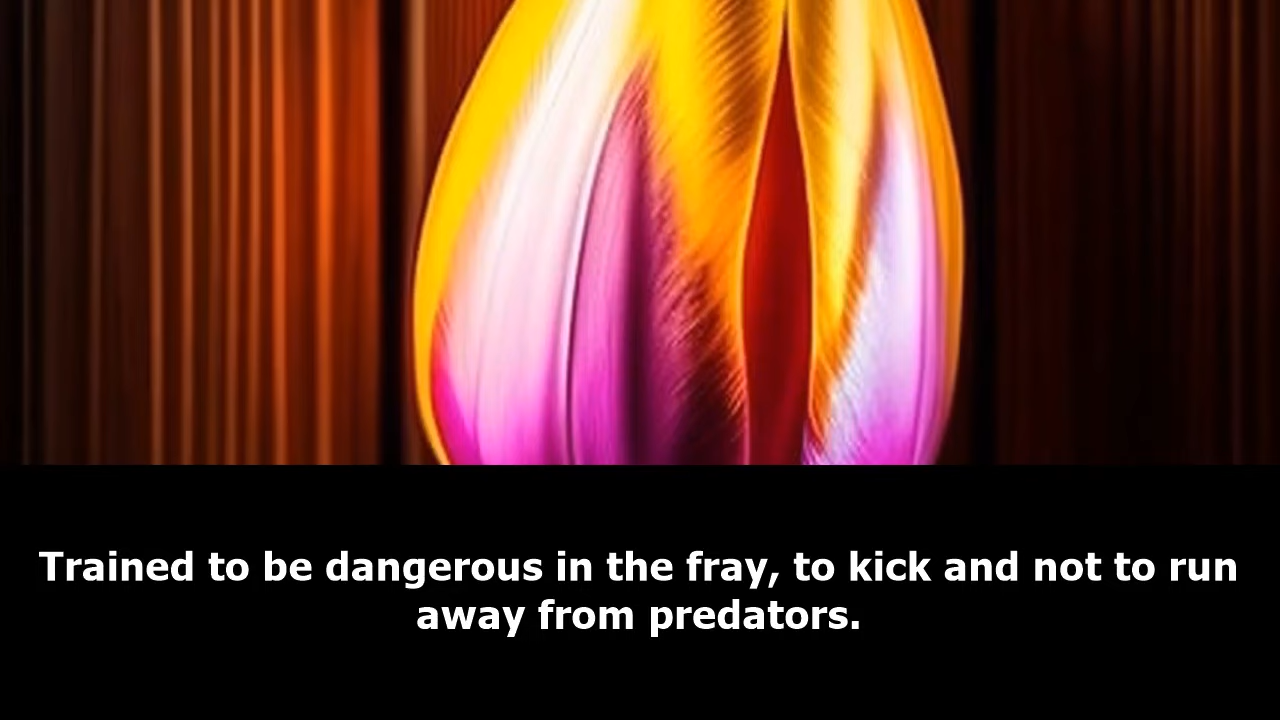 Trained to be dangerous in the fray, to kick and not to run
away from predators.